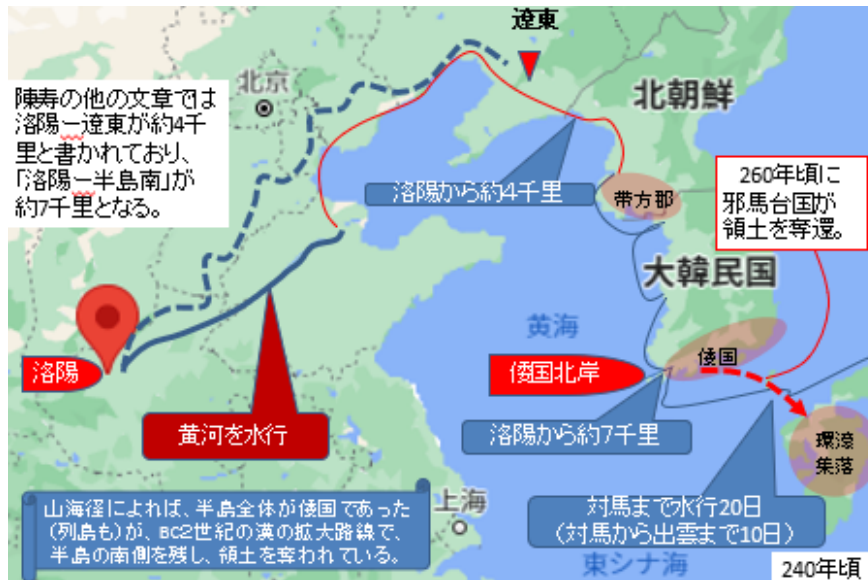 遼東
北京
陳寿の他の文章では
洛陽ー遼東が約4千
里と書かれており、
「洛陽ー半島南」が
約7千里となる。
北朝鮮
洛陽から約4千里
帯方郡
260年頃に
邪馬台国が
領土を奪還。
大韓民国
黄海
倭国
洛陽
倭国北岸
黄河を水行
洛陽から約7千里
環濠
集落
山海径によれば、半島全体が倭国であった
(列島も)が、BC2世紀の漢の拡大路線で、
半島の南側を残し、領土を奪われている。
上海
対馬まで水行20日
(対馬から出雲まで10日)
東シナ海
240年頃